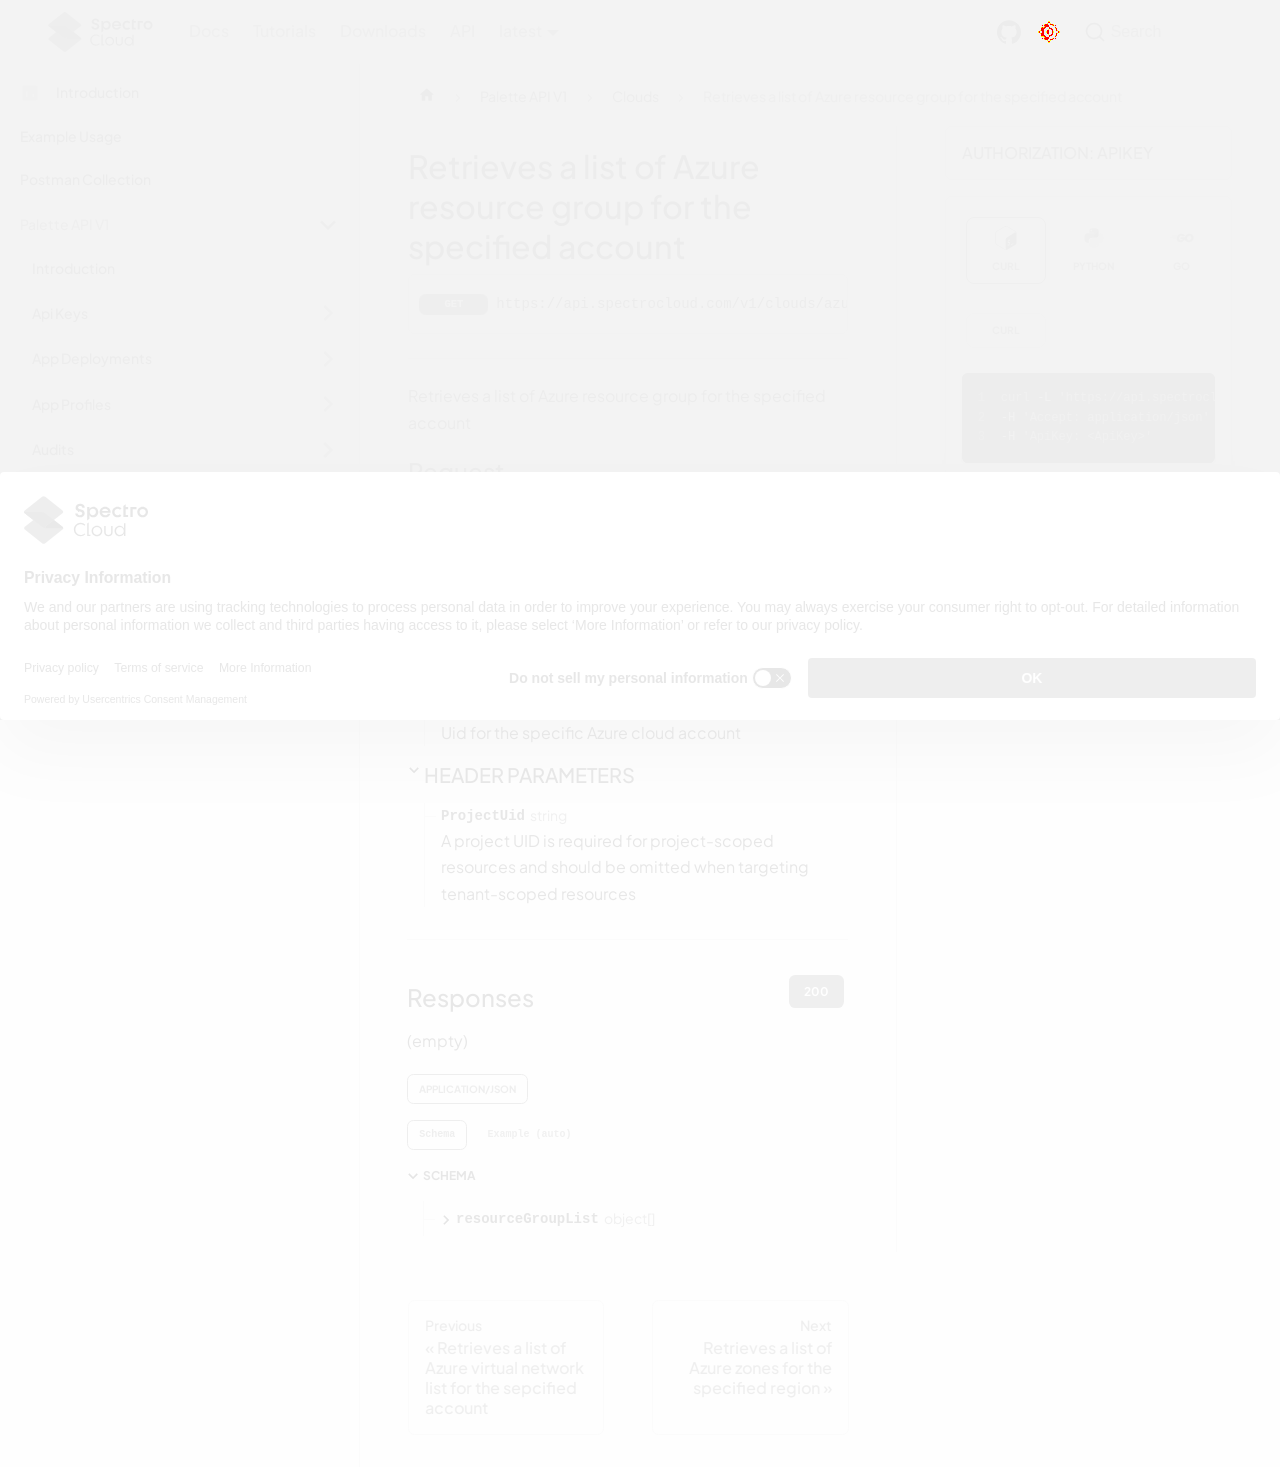 Spectro Cloud
Docs Tutorials Downloads API latest
Search
Introduction
Example Usage
Postman Collection
Palette API V1
Introduction
Api Keys
App Deployments
App Profiles
Audits
Palette API V1
Clouds
Retrieves a list of Azure resource group for the specified account
Retrieves a list of Azure
resource group for the
specified account
GET
https://api.spectrocloud.com/v1/clouds/azu
Retrieves a list of Azure resource group for the specified
account
Request
AUTHORIZATION: APIKEY
CURL PYTHON GO
CURL
Spectro Cloud
Privacy Information
We and our partners are using tracking technologies to process personal data in order to improve your experience. You may always exercise your consumer right to opt-out. For detailed information
about personal information we collect and third parties having access to it, please select ‘More Information’ or refer to our privacy policy.
Privacy policy Terms of service More Information
Powered by Usercentrics Consent Management
Do not sell my personal information
OK
Uid for the specific Azure cloud account
HEADER PARAMETERS
ProjectUid string
A project UID is required for project-scoped
resources and should be omitted when targeting
tenant-scoped resources
Responses
200
(empty)
APPLICATION/JSON
Schema Example (auto)
SCHEMA
resourceGroupList object[]
Previous
« Retrieves a list of
Azure virtual network
list for the sepcified
account
Next
Retrieves a list of
Azure zones for the
specified region »